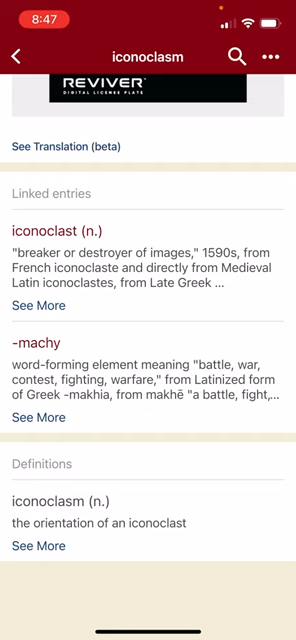 8:47
iconoclasm
REVIVER
DIGITAL LICENSE PLATE
See Translation (beta)
Linked entries
iconoclast (n.)
"breaker or destroyer of images," 1590s, from
French iconoclaste and directly from Medieval
Latin iconoclastes, from Late Greek ...
See More
-machy
word-forming element meaning "battle, war,
contest, fighting, warfare," from Latinized form
of Greek -makhia, from makhē "a battle, fight,...
See More
Definitions
iconoclasm (n.)
the orientation of an iconoclast
See More